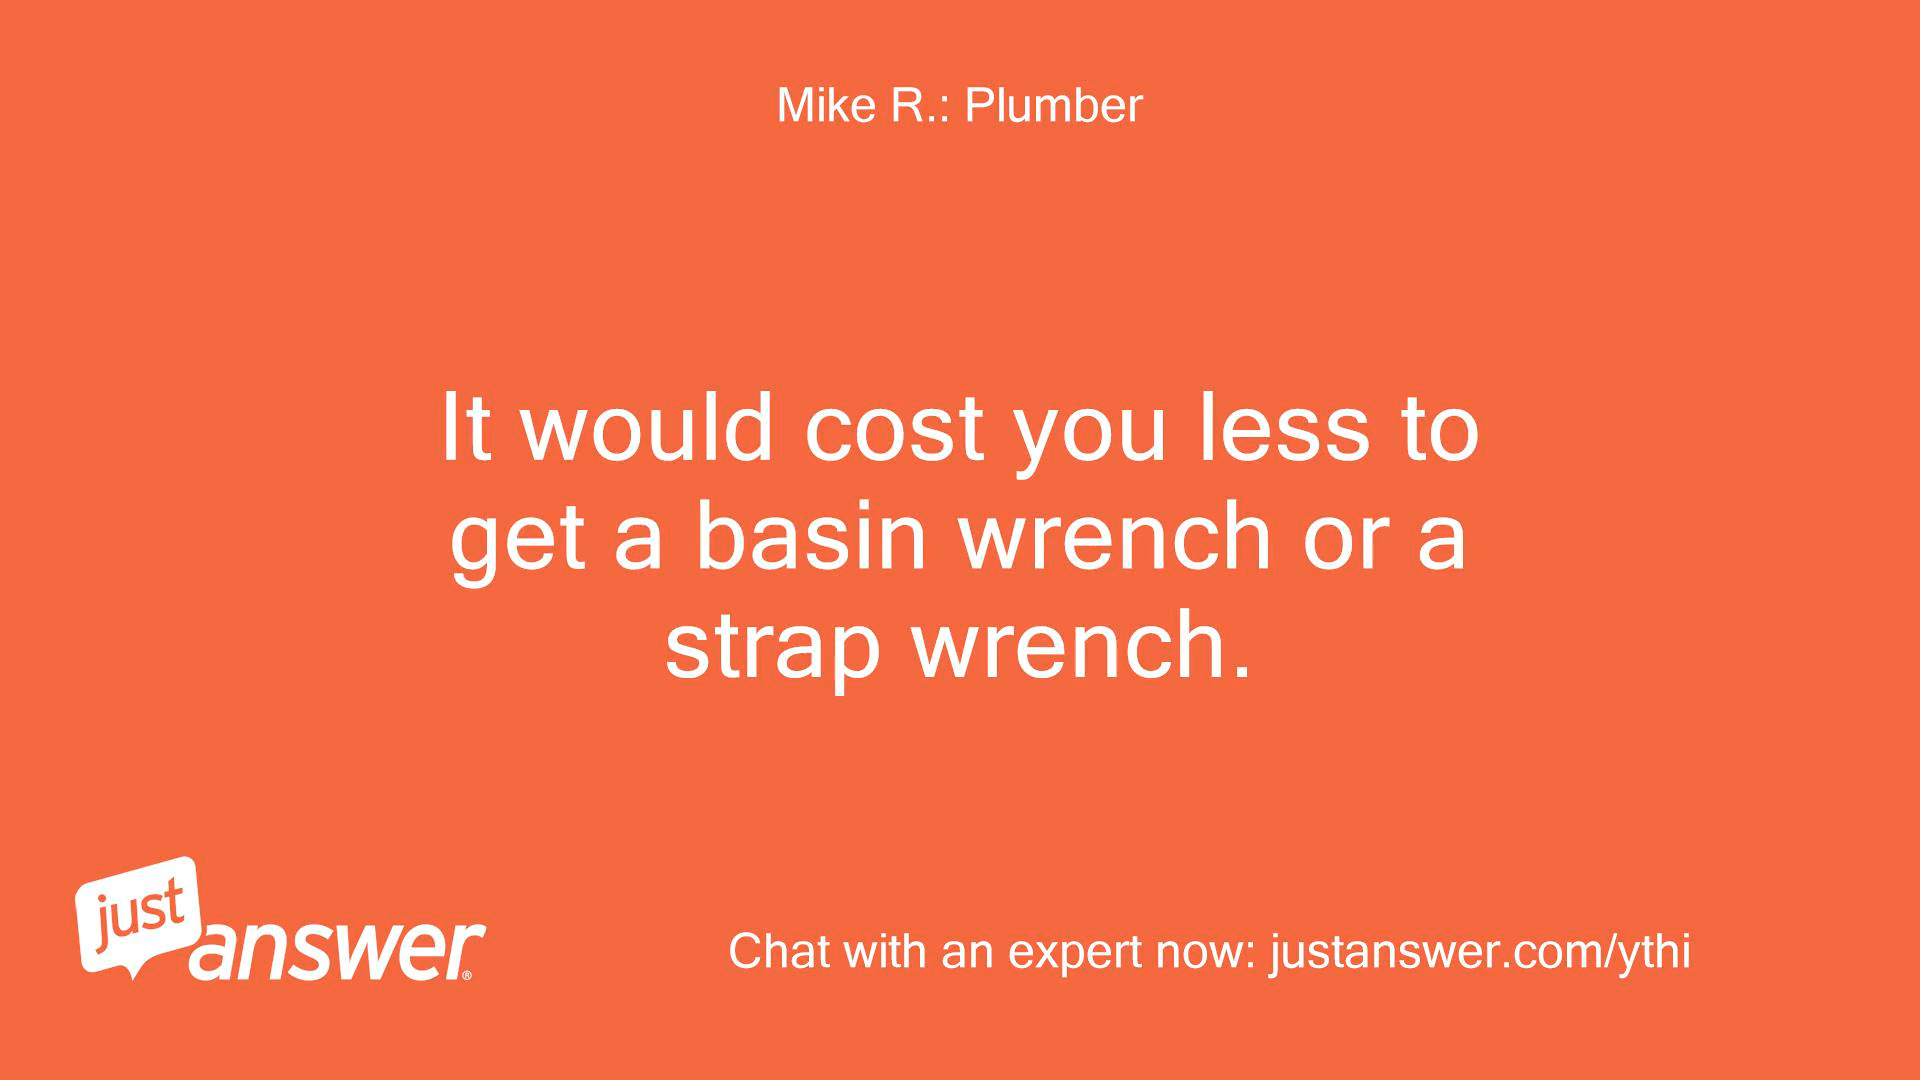 Mike R.: Plumber
It would cost you less to
get a basin wrench or a
strap wrench.
just
answer®
Chat with an expert now: justanswer.com/ythi